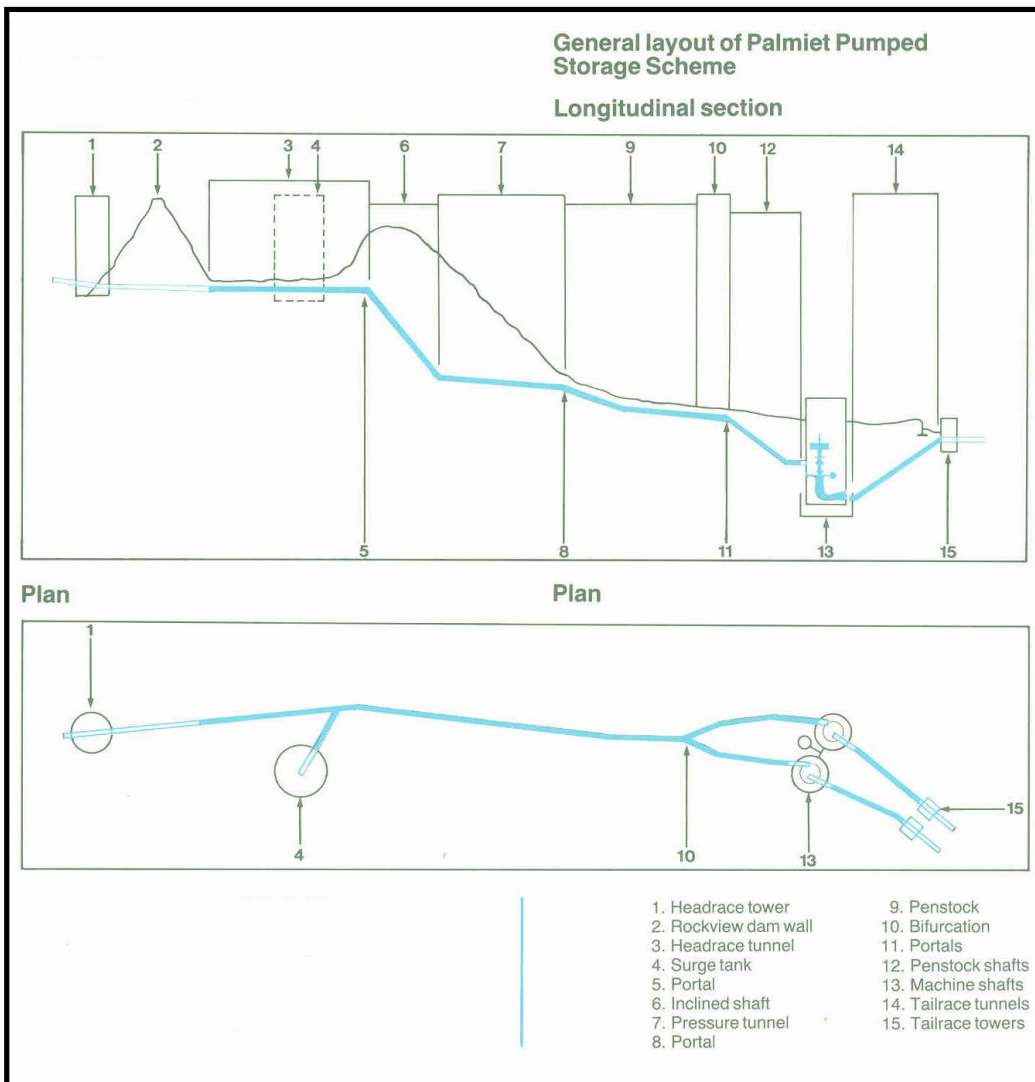 General layout of Palmiet Pumped
Storage Scheme
Longitudinal section
1 2 3 4 6 7 9 10 12 14
5 8 11 13 15
Plan Plan
1
15
4 10 13
1. Headrace tower
2. Rockview dam wall
3. Headrace tunnel
4. Surge tank
5. Portal
6. Inclined shaft
7. Pressure tunnel
8. Portal
9. Penstock
10. Bifurcation
11. Portals
12. Penstock shafts
13. Machine shafts
14. Tailrace tunnels
15. Tailrace towers